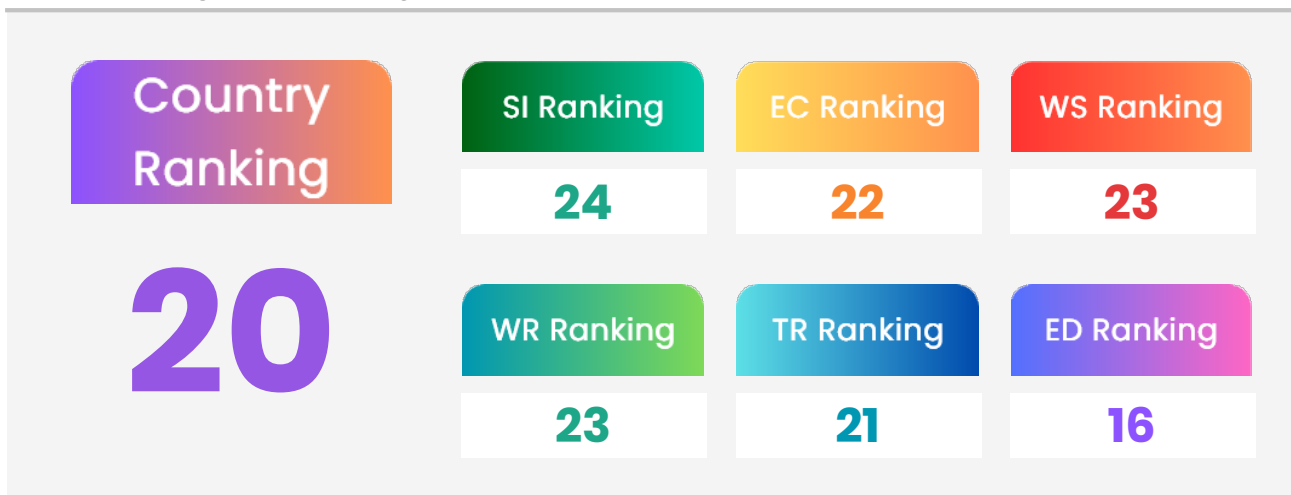 Country
Ranking
20
SI Ranking
24
EC Ranking
22
WS Ranking
23
WR Ranking
23
TR Ranking
21
ED Ranking
16